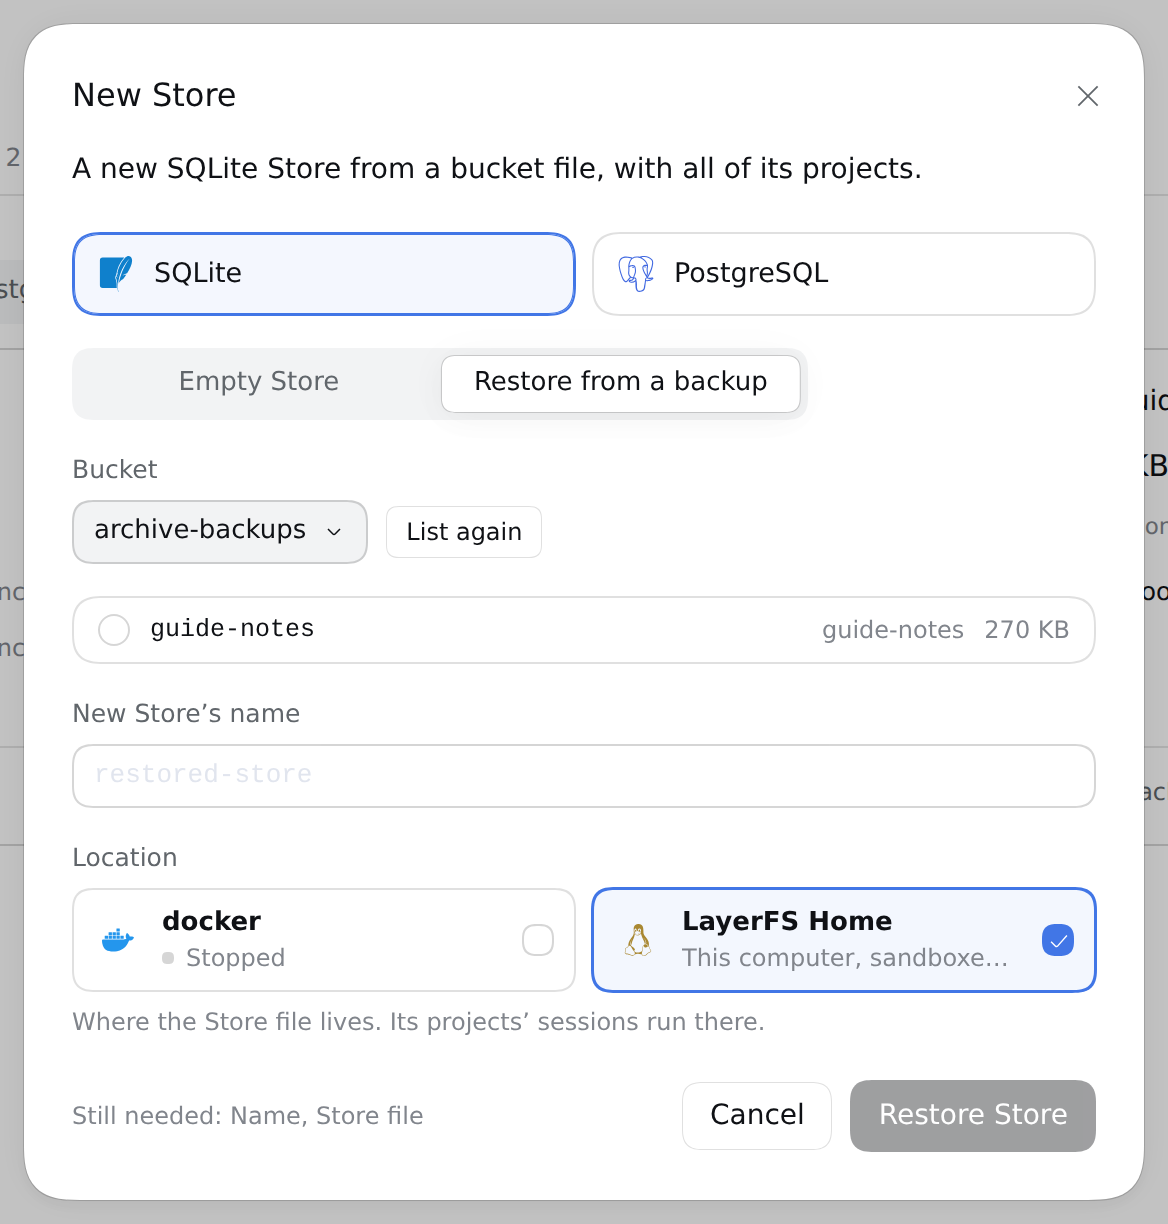 New Store
A new SQLite Store from a bucket file, with all of its projects.
SQLite
PostgreSQL
Empty Store
Restore from a backup
Bucket
archive-backups
List again
guide-notes
guide-notes 270 KB
New Store’s name
restored-store
Location
docker
Stopped
LayerFS Home
This computer, sandboxe...
Where the Store file lives. Its projects’ sessions run there.
Still needed: Name, Store file
Cancel
Restore Store